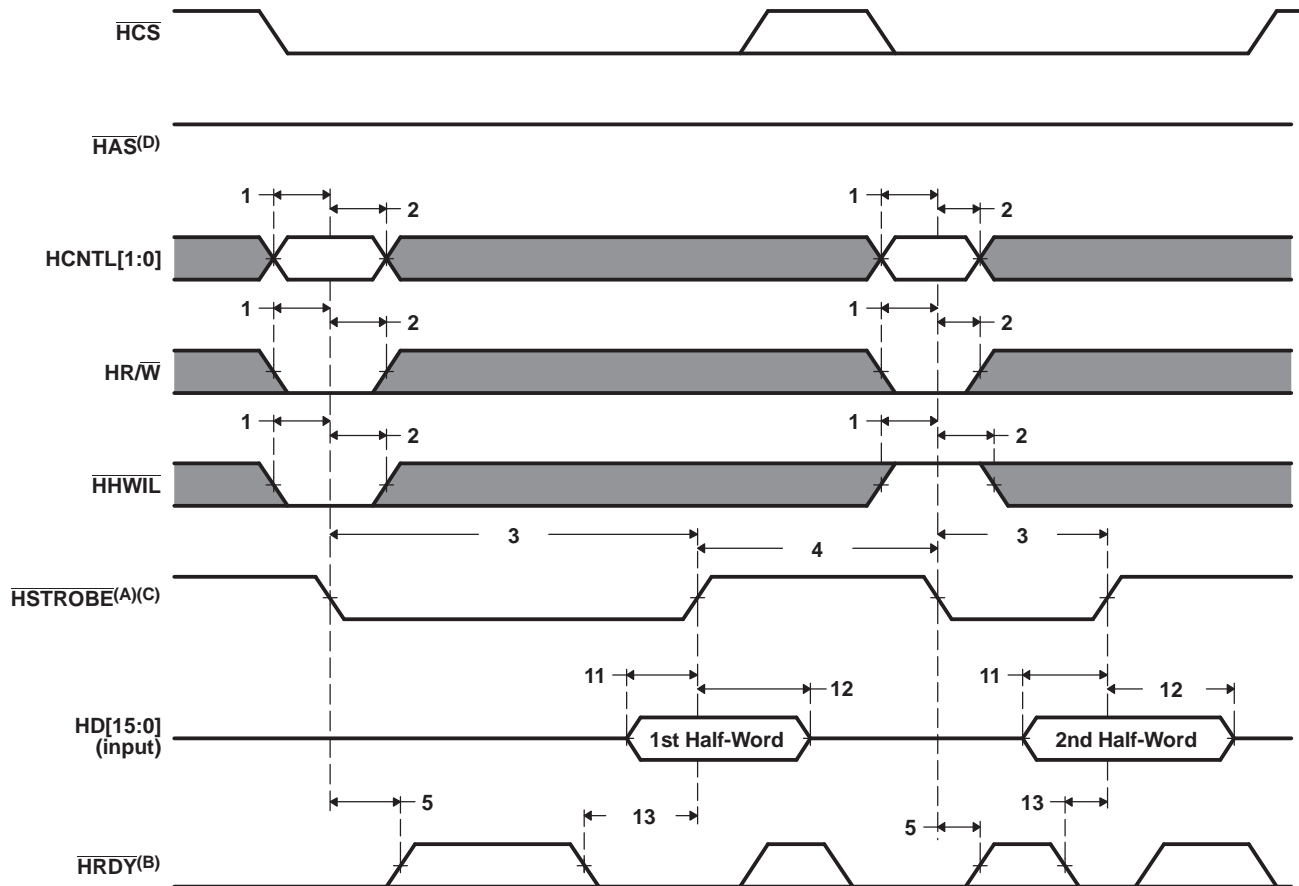 HCS
HAS(D)
1 1
2 2
HCNTL[1:0]
1 1
2 2
HR/W
1 1
2 2
HHWIL
3 4 3
HSTROBE(A)(C)
11 12 11 12
HD[15:0]
(input)
1st Half-Word 2nd Half-Word
5 13 5 13
HRDY(B)